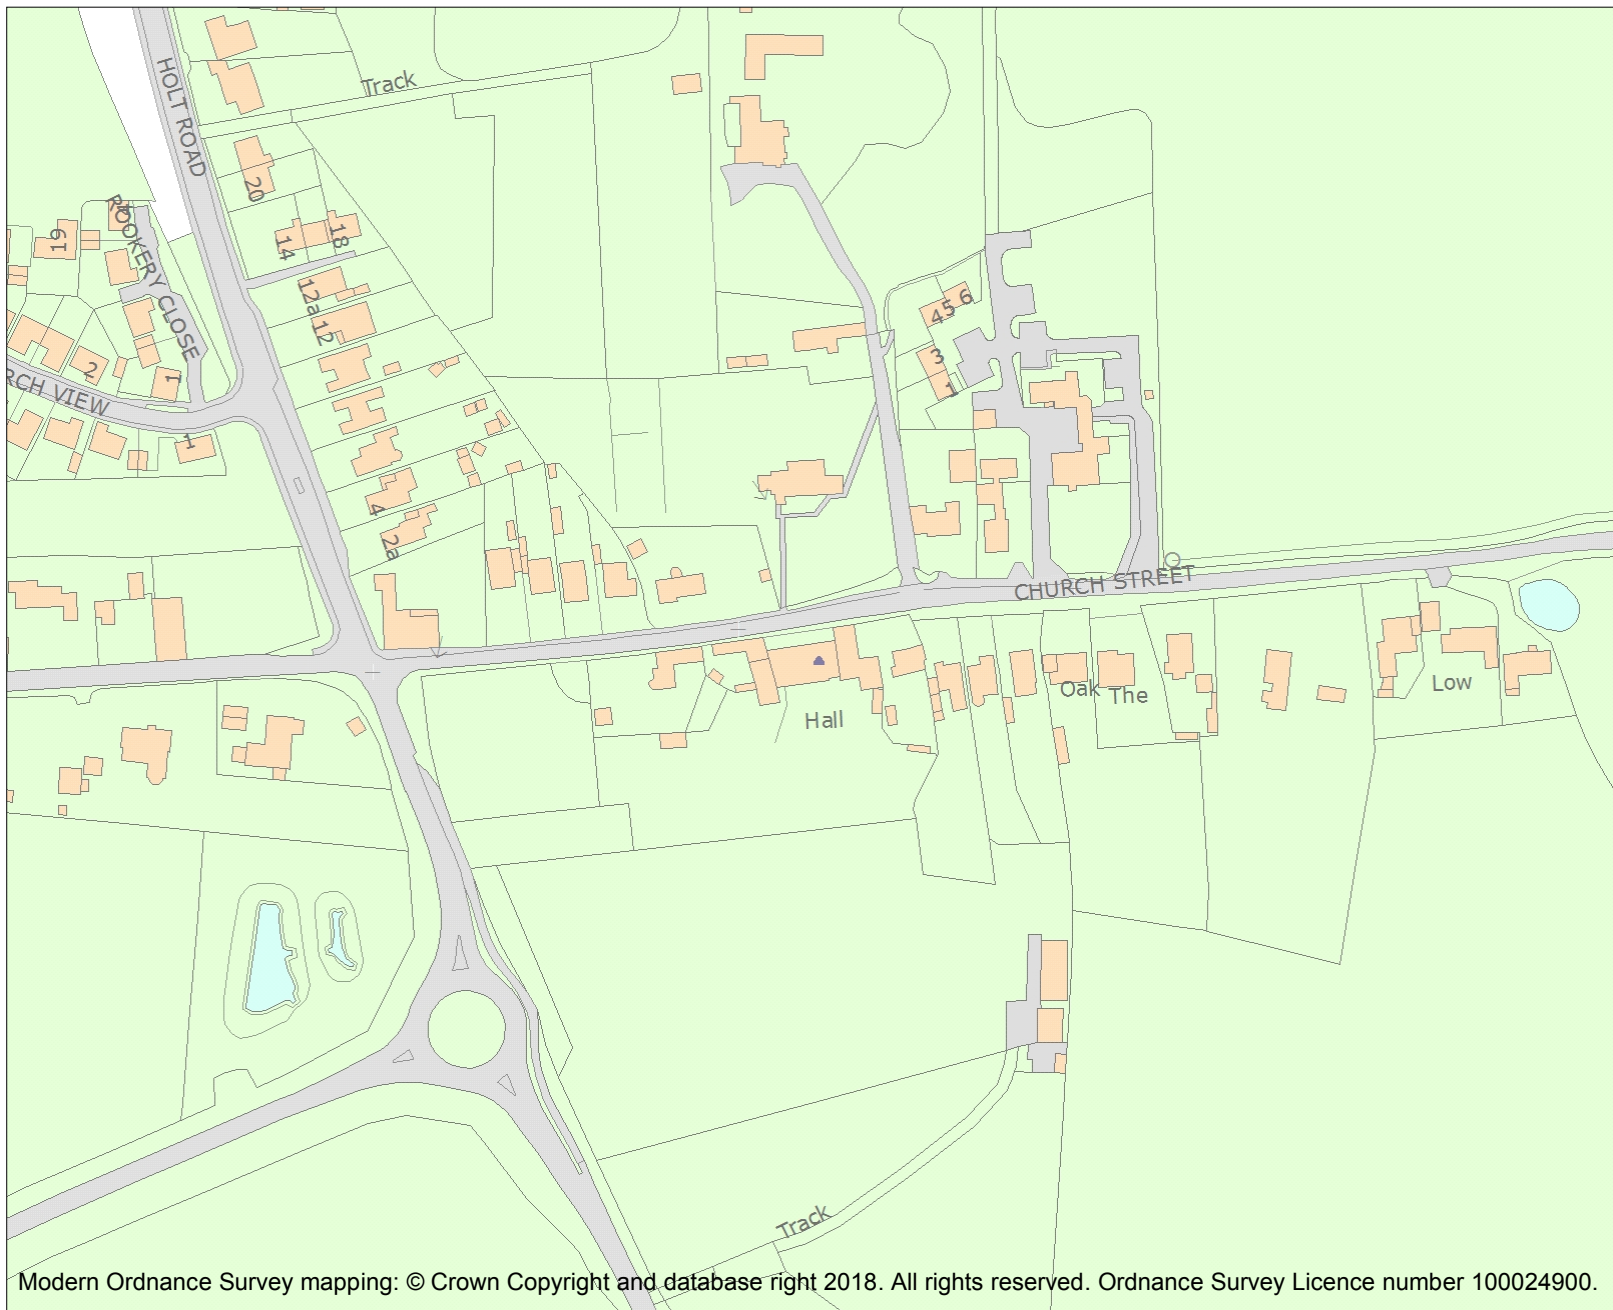 Track
HOLT ROAD
20
ROOKERY CLOSE
19
14
18
12a
12
45 6
3
1
2
1
RCH VIEW
1
4
2a
CHURCH STREET
Oak The
Low
Hall
Track
Modern Ordnance Survey mapping: © Crown Copyright and database right 2018. All rights reserved. Ordnance Survey Licence number 100024900.